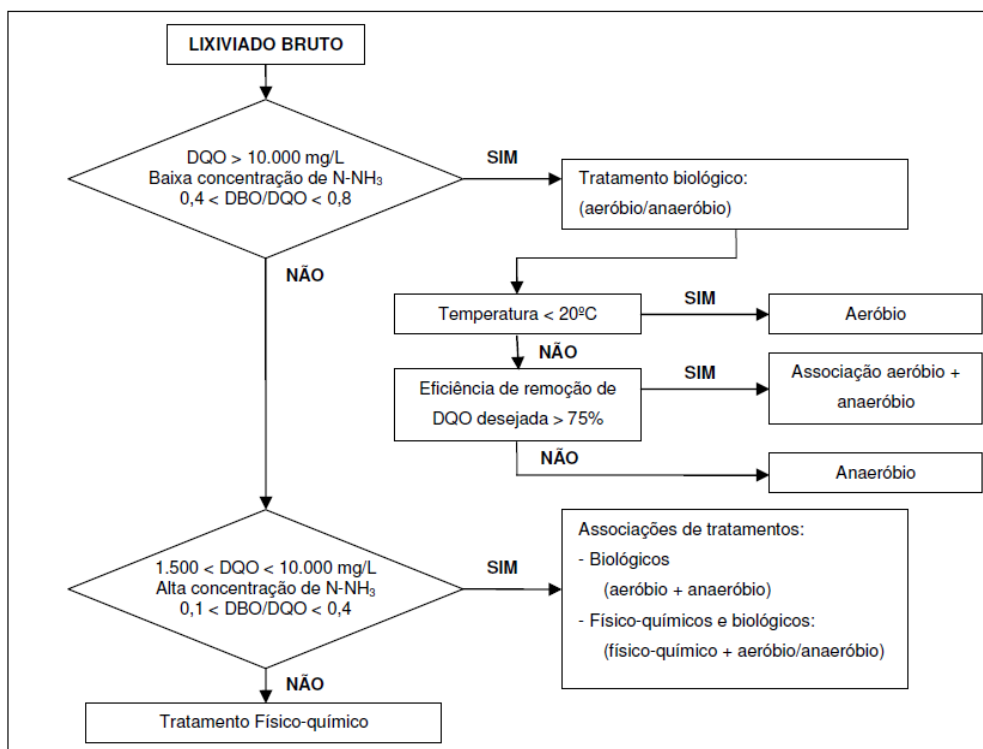 LIXIVIADO BRUTO
DQO > 10.000 mg/L
Baixa concentração de N-NH₃
0,4 < DBO/DQO < 0,8
SIM
Tratamento biológico:
(aeróbio/anaeróbio)
NÃO
Temperatura < 20ºC
SIM
Aeróbio
NÃO
Eficiência de remoção de
DQO desejada > 75%
SIM
Associação aeróbio +
anaeróbio
NÃO
Anaeróbio
1.500 < DQO < 10.000 mg/L
Alta concentração de N-NH₃
0,1 < DBO/DQO < 0,4
SIM
Associações de tratamentos:
- Biológicos
(aeróbio + anaeróbio)
- Físico-químicos e biológicos:
(físico-químico + aeróbio/anaeróbio)
NÃO
Tratamento Físico-químico